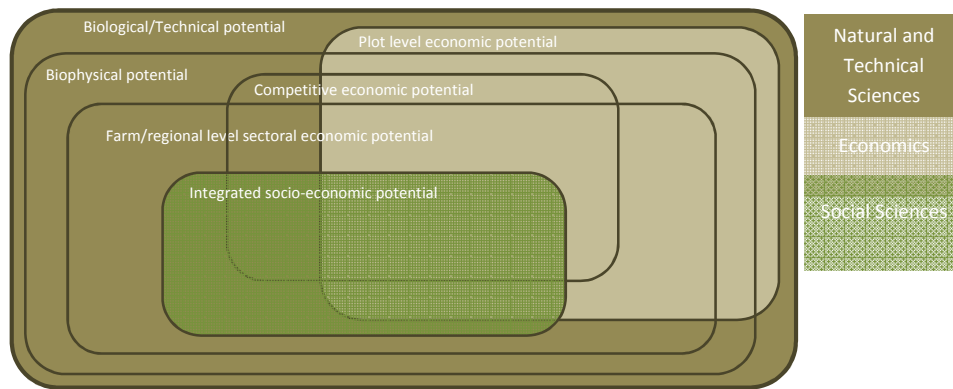 Biological/Technical potential
Plot level economic potential
Biophysical potential
Competitive economic potential
Farm/regional level sectoral economic potential
Integrated socio-economic potential
Natural and
Technical
Sciences
Economics
Social Sciences